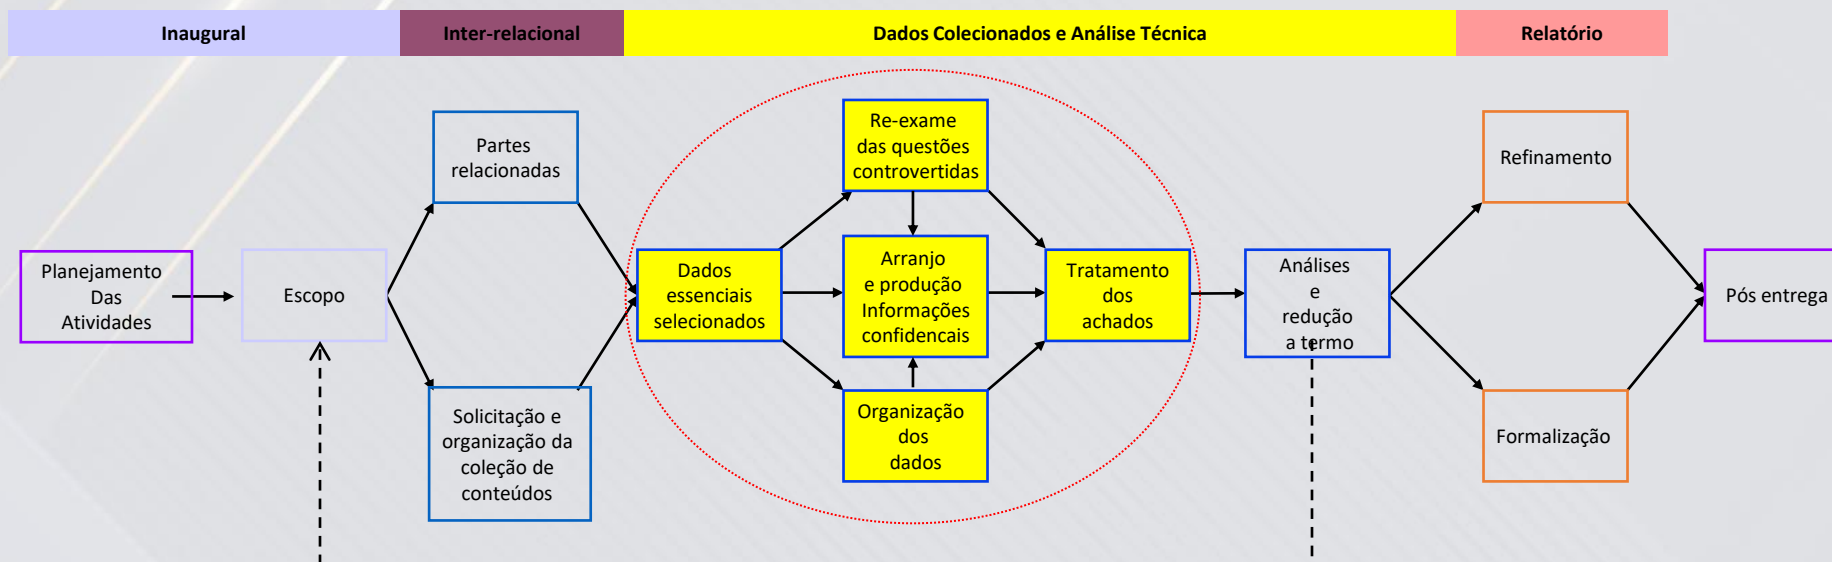 Inaugural
Inter-relacional
Dados Colecionados e Análise Técnica
Relatório
Planejamento
Das
Atividades
Escopo
Partes
relacionadas
Solicitação e
organização da
coleção de
conteúdos
Dados
essenciais
selecionados
Re-exame
das questões
controvertidas
Arranjo
e produção
Informações
confidencais
Organização
dos
dados
Tratamento
dos
achados
Análises
e
redução
a termo
Refinamento
Formalização
Pós entrega